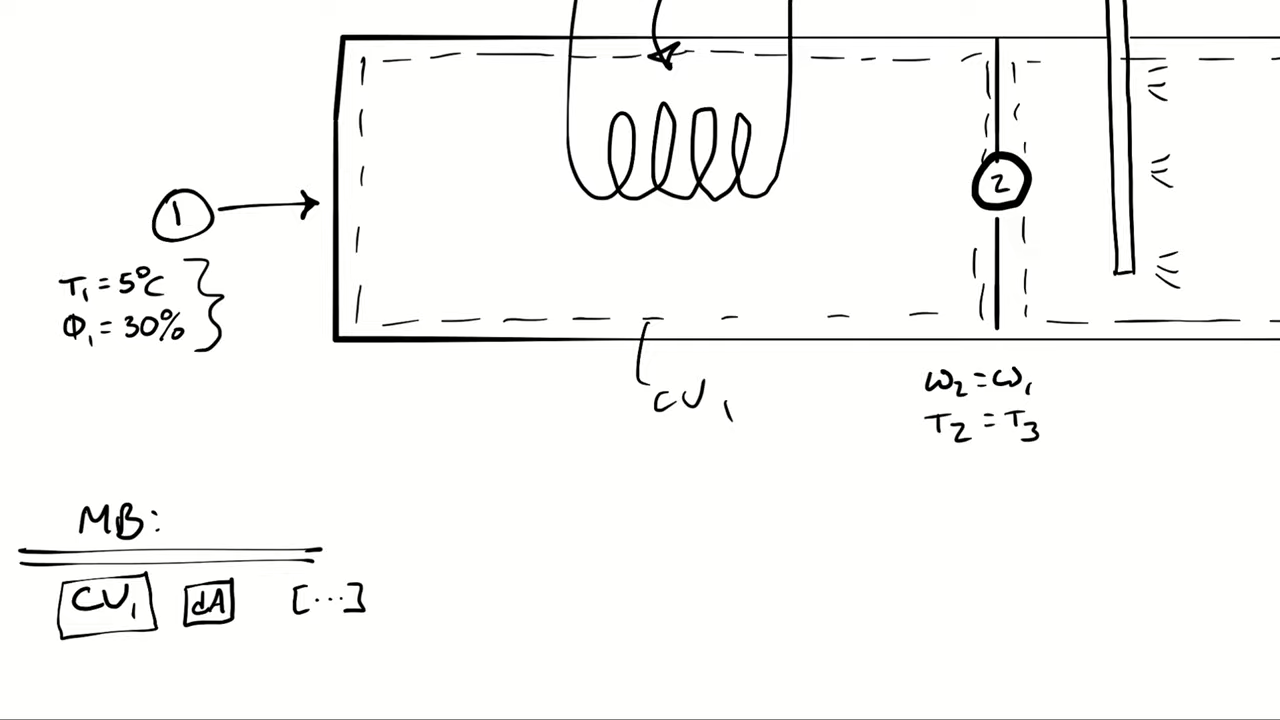 1
2
T₁ = 5°C
Φ₁ = 30%
CV₁
ω₂ = ω₁
T₂ = T₃
MB:
CV₁ dA [...]